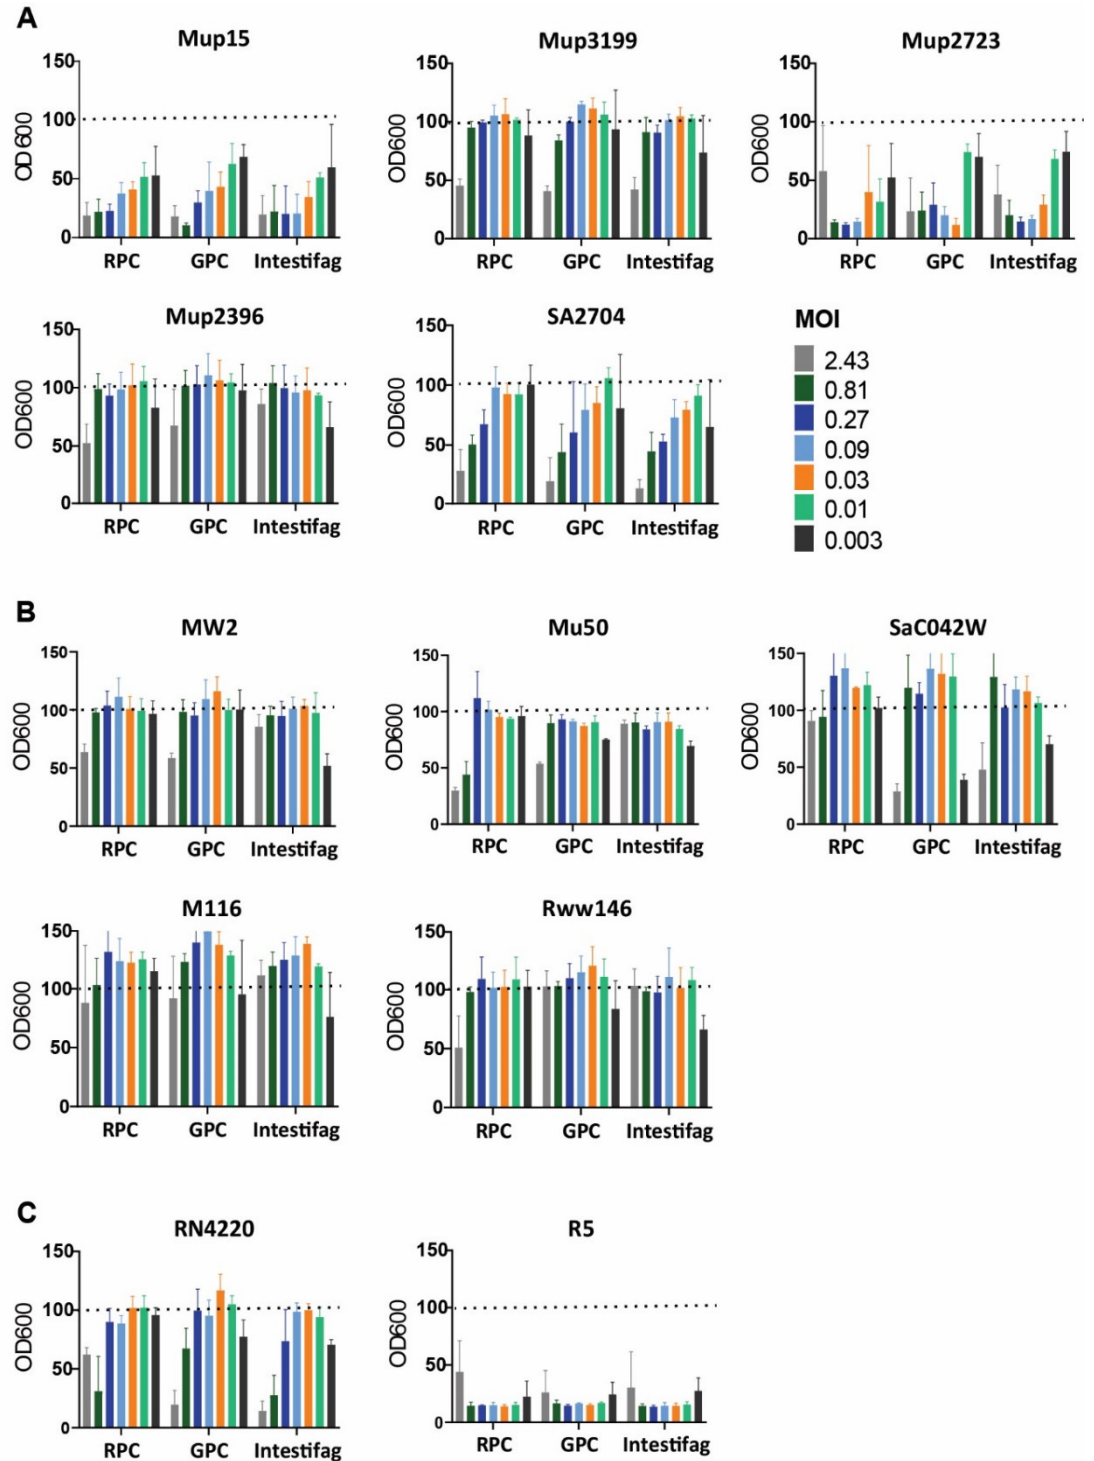 A
Mup15
Mup3199
Mup2723
150
100
50
0
OD600
RPC GPC Intestifag
150
100
50
0
OD600
RPC GPC Intestifag
150
100
50
0
OD600
RPC GPC Intestifag
Mup2396
SA2704
150
100
50
0
OD600
RPC GPC Intestifag
150
100
50
0
OD600
RPC GPC Intestifag
MOI
2.43
0.81
0.27
0.09
0.03
0.01
0.003
B
MW2
Mu50
SaC042W
150
100
50
0
OD600
RPC GPC Intestifag
150
100
50
0
OD600
RPC GPC Intestifag
150
100
50
0
OD600
RPC GPC Intestifag
M116
Rww146
150
100
50
0
OD600
RPC GPC Intestifag
150
100
50
0
OD600
RPC GPC Intestifag
C
RN4220
R5
150
100
50
0
OD600
RPC GPC Intestifag
150
100
50
0
OD600
RPC GPC Intestifag